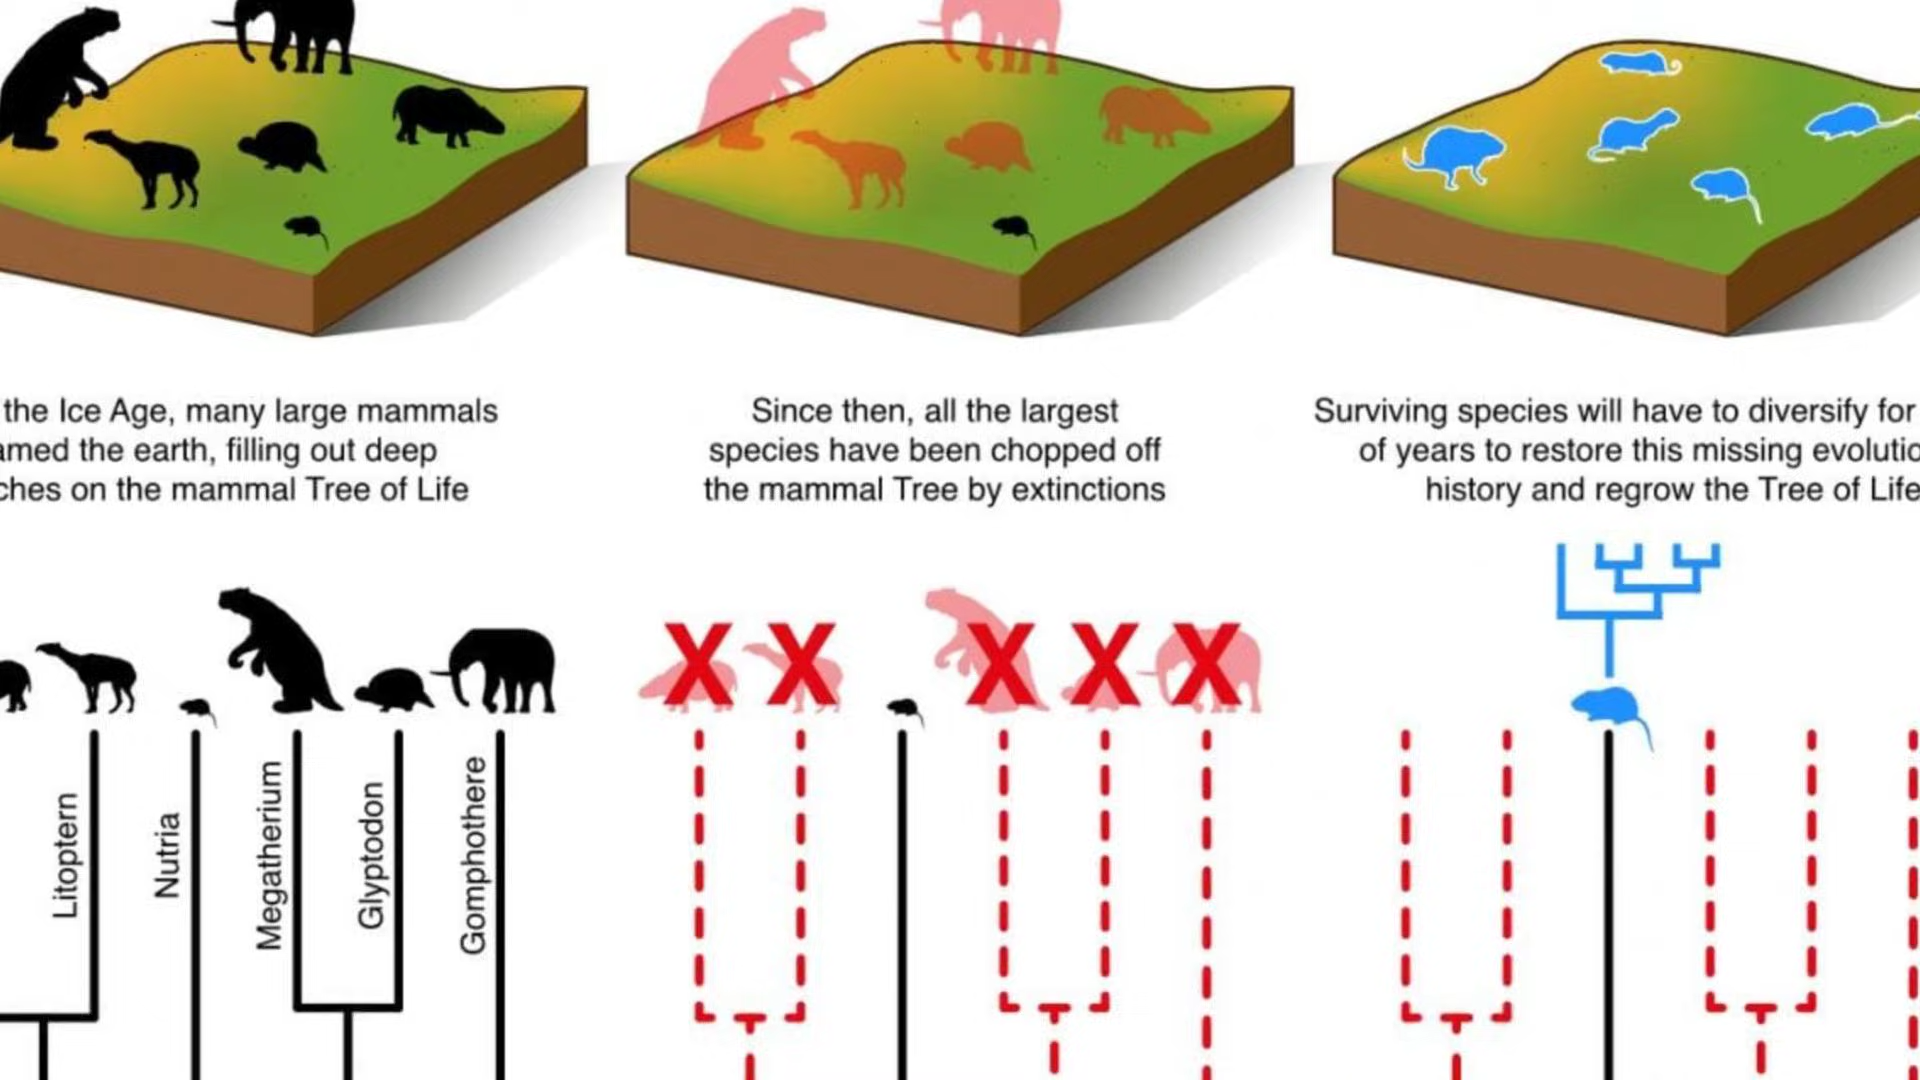 the Ice Age, many large mammals
amed the earth, filling out deep
ches on the mammal Tree of Life
Since then, all the largest
species have been chopped off
the mammal Tree by extinctions
Surviving species will have to diversify for
of years to restore this missing evolutio
history and regrow the Tree of Life
X X X X X
Litoptern
Nutria
Megatherium
Glyptodon
Gomphothere